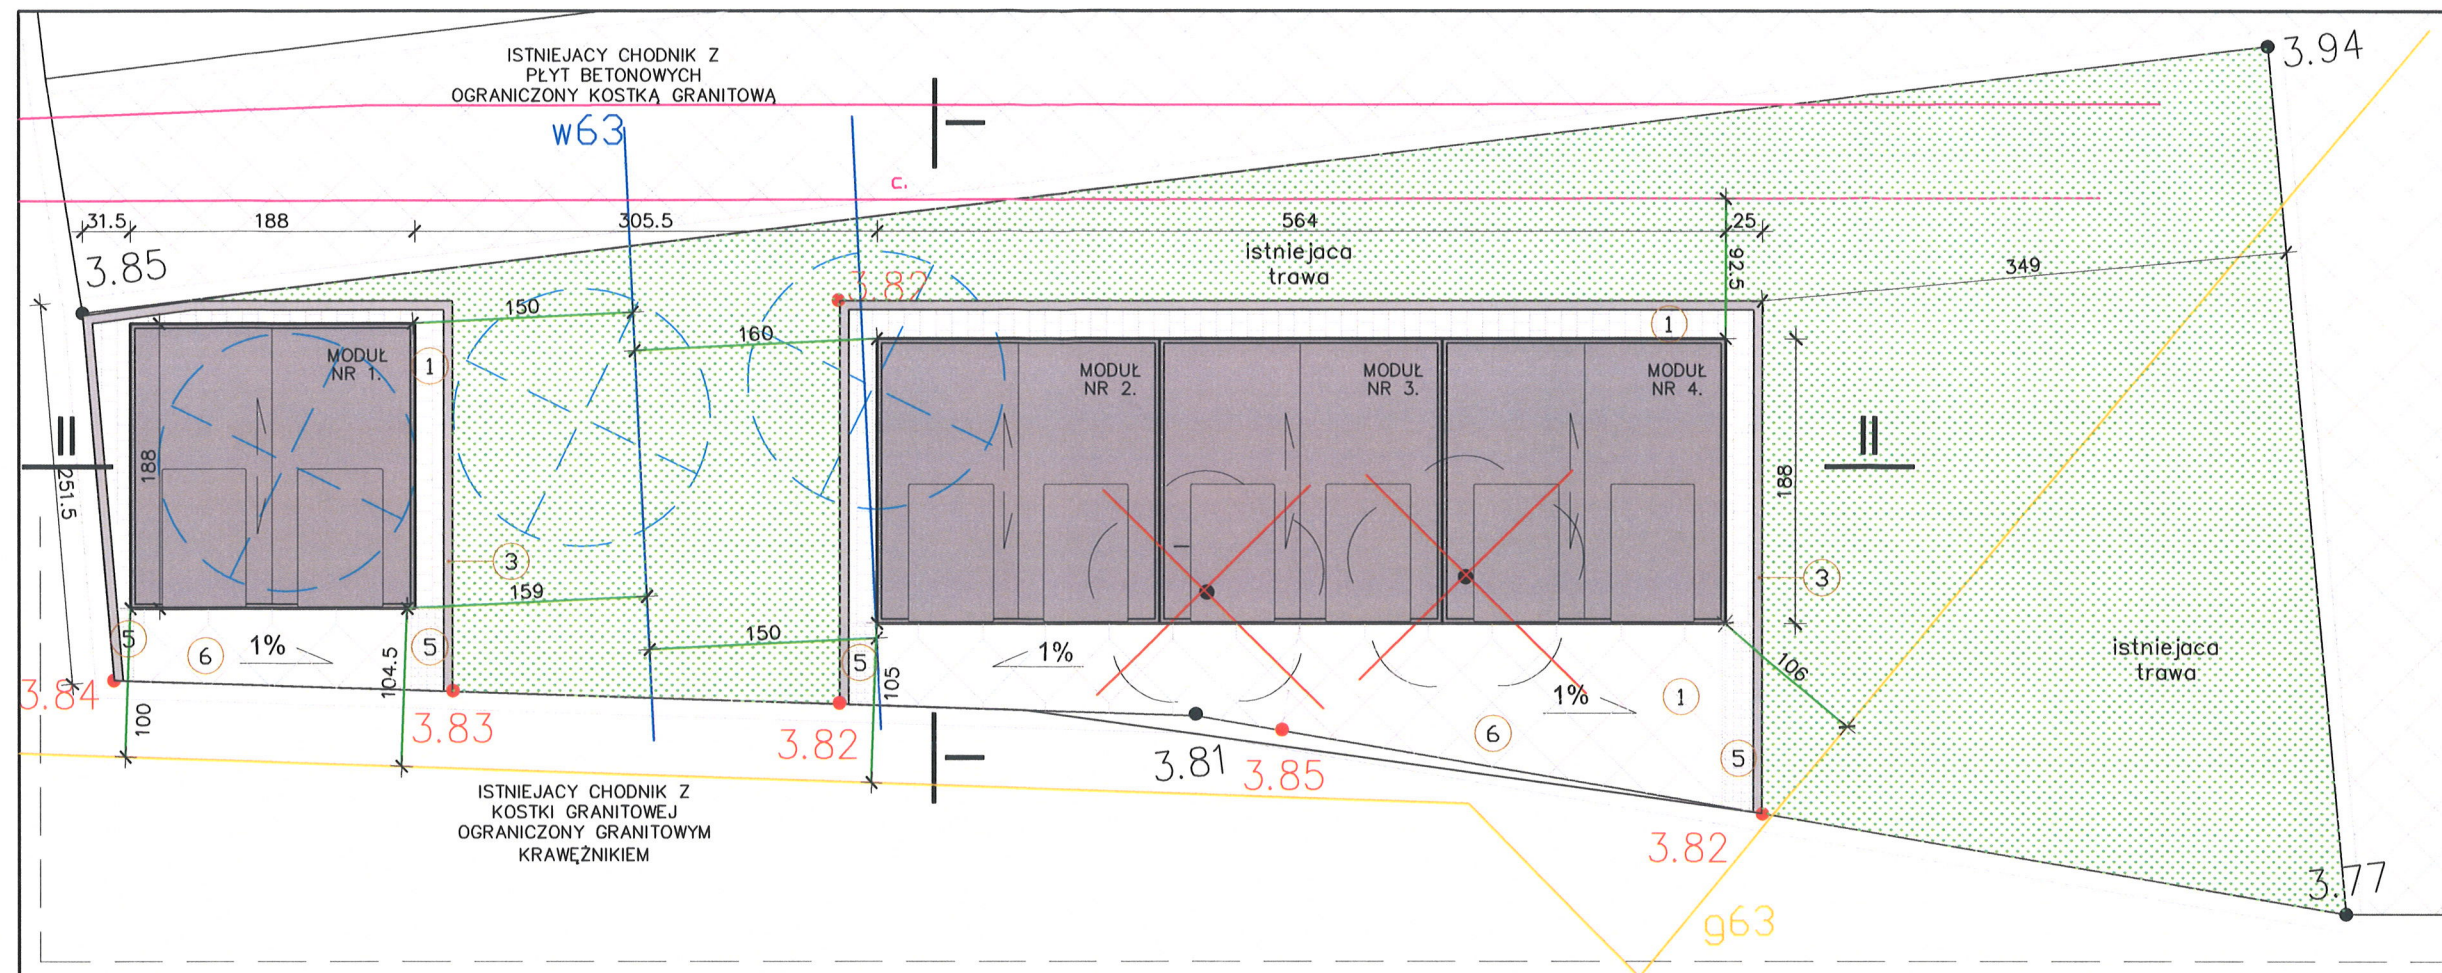 ISTNIEJACY CHODNIK Z
PŁYT BETONOWYCH
OGRANICZONY KOSTKĄ GRANITOWĄ
w63
I
c.
3.94
31.5
188
305.5
564
25
92.5
349
3.85
istniejaca
trawa
3.82
150
160
1
1
MODUŁ
NR 1.
MODUŁ
NR 2.
MODUŁ
NR 3.
MODUŁ
NR 4.
II
II
251.5
188
188
3
3
159
150
5
6
1%
104.5
5
5
105
1%
106
1%
1
istniejaca
trawa
3.84
100
3.83
3.82
3.81
3.85
6
5
I
ISTNIEJACY CHODNIK Z
KOSTKI GRANITOWEJ
OGRANICZONY GRANITOWYM
KRAWĘŻNIKIEM
3.82
g63
3.77